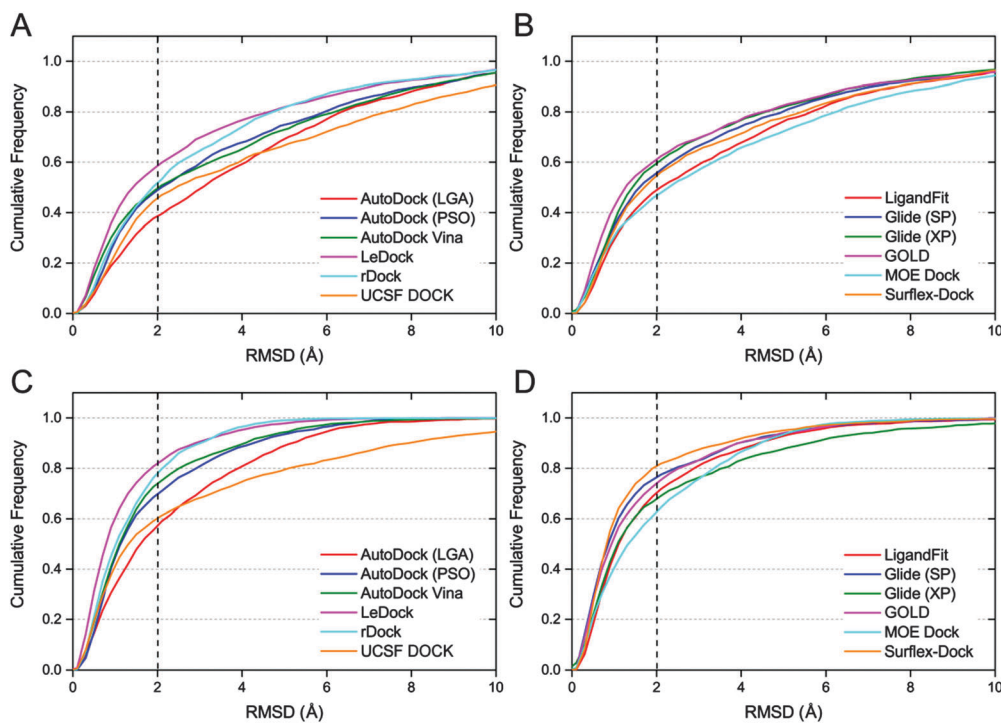 A
Cumulative Frequency
1.0
0.8
0.6
0.4
0.2
0.0
0
2
4
6
8
10
RMSD (Å)
AutoDock (LGA)
AutoDock (PSO)
AutoDock Vina
LeDock
rDock
UCSF DOCK
B
Cumulative Frequency
1.0
0.8
0.6
0.4
0.2
0.0
0
2
4
6
8
10
RMSD (Å)
LigandFit
Glide (SP)
Glide (XP)
GOLD
MOE Dock
Surflex-Dock
C
Cumulative Frequency
1.0
0.8
0.6
0.4
0.2
0.0
0
2
4
6
8
10
RMSD (Å)
AutoDock (LGA)
AutoDock (PSO)
AutoDock Vina
LeDock
rDock
UCSF DOCK
D
Cumulative Frequency
1.0
0.8
0.6
0.4
0.2
0.0
0
2
4
6
8
10
RMSD (Å)
LigandFit
Glide (SP)
Glide (XP)
GOLD
MOE Dock
Surflex-Dock